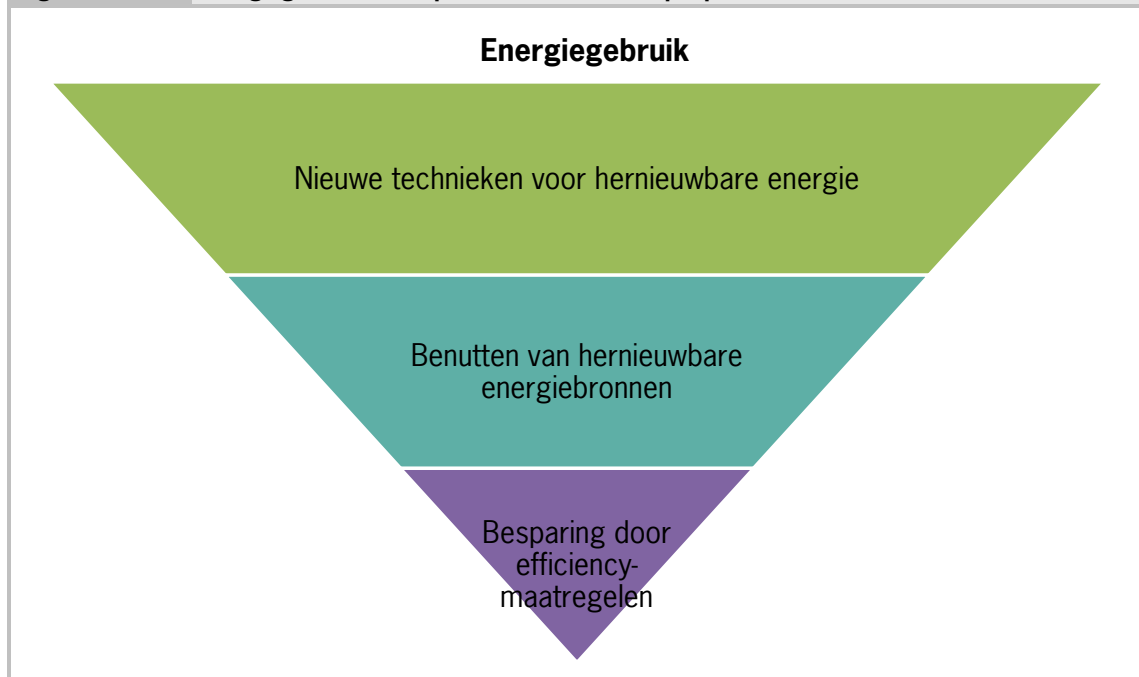 Energiegebruik
Nieuwe technieken voor hernieuwbare energie
Benutten van hernieuwbare
energiebronnen
Besparing door
efficiency-
maatregelen